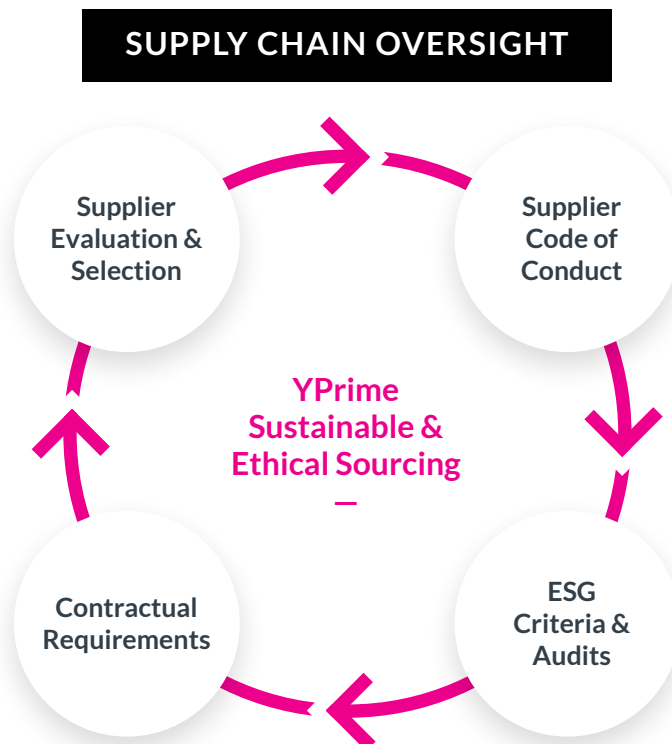 SUPPLY CHAIN OVERSIGHT
Supplier
Evaluation &
Selection
Supplier
Code of
Conduct
YPrime
Sustainable &
Ethical Sourcing
Contractual
Requirements
ESG
Criteria &
Audits